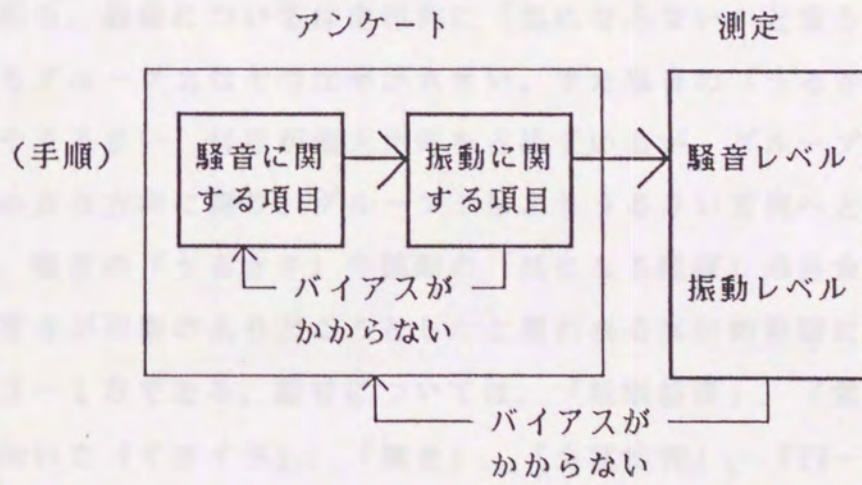 アンケート
測定
（手順）
騒音に関
する項目
振動に関
する項目
騒音レベル
振動レベル
バイアスが
かからない
バイアスが
かからない